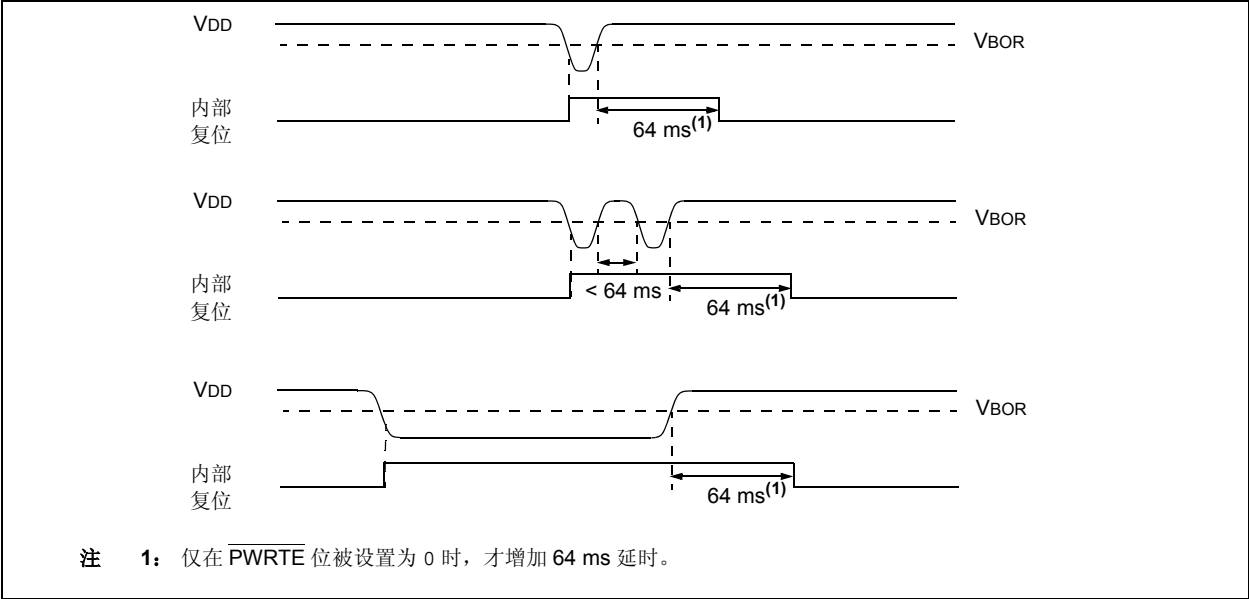 VDD
VBOR
内部
复位
64 ms(1)
VDD
VBOR
内部
复位
< 64 ms
64 ms(1)
VDD
VBOR
内部
复位
64 ms(1)
注 1： 仅在 PWRTE 位被设置为 0 时，才增加 64 ms 延时。